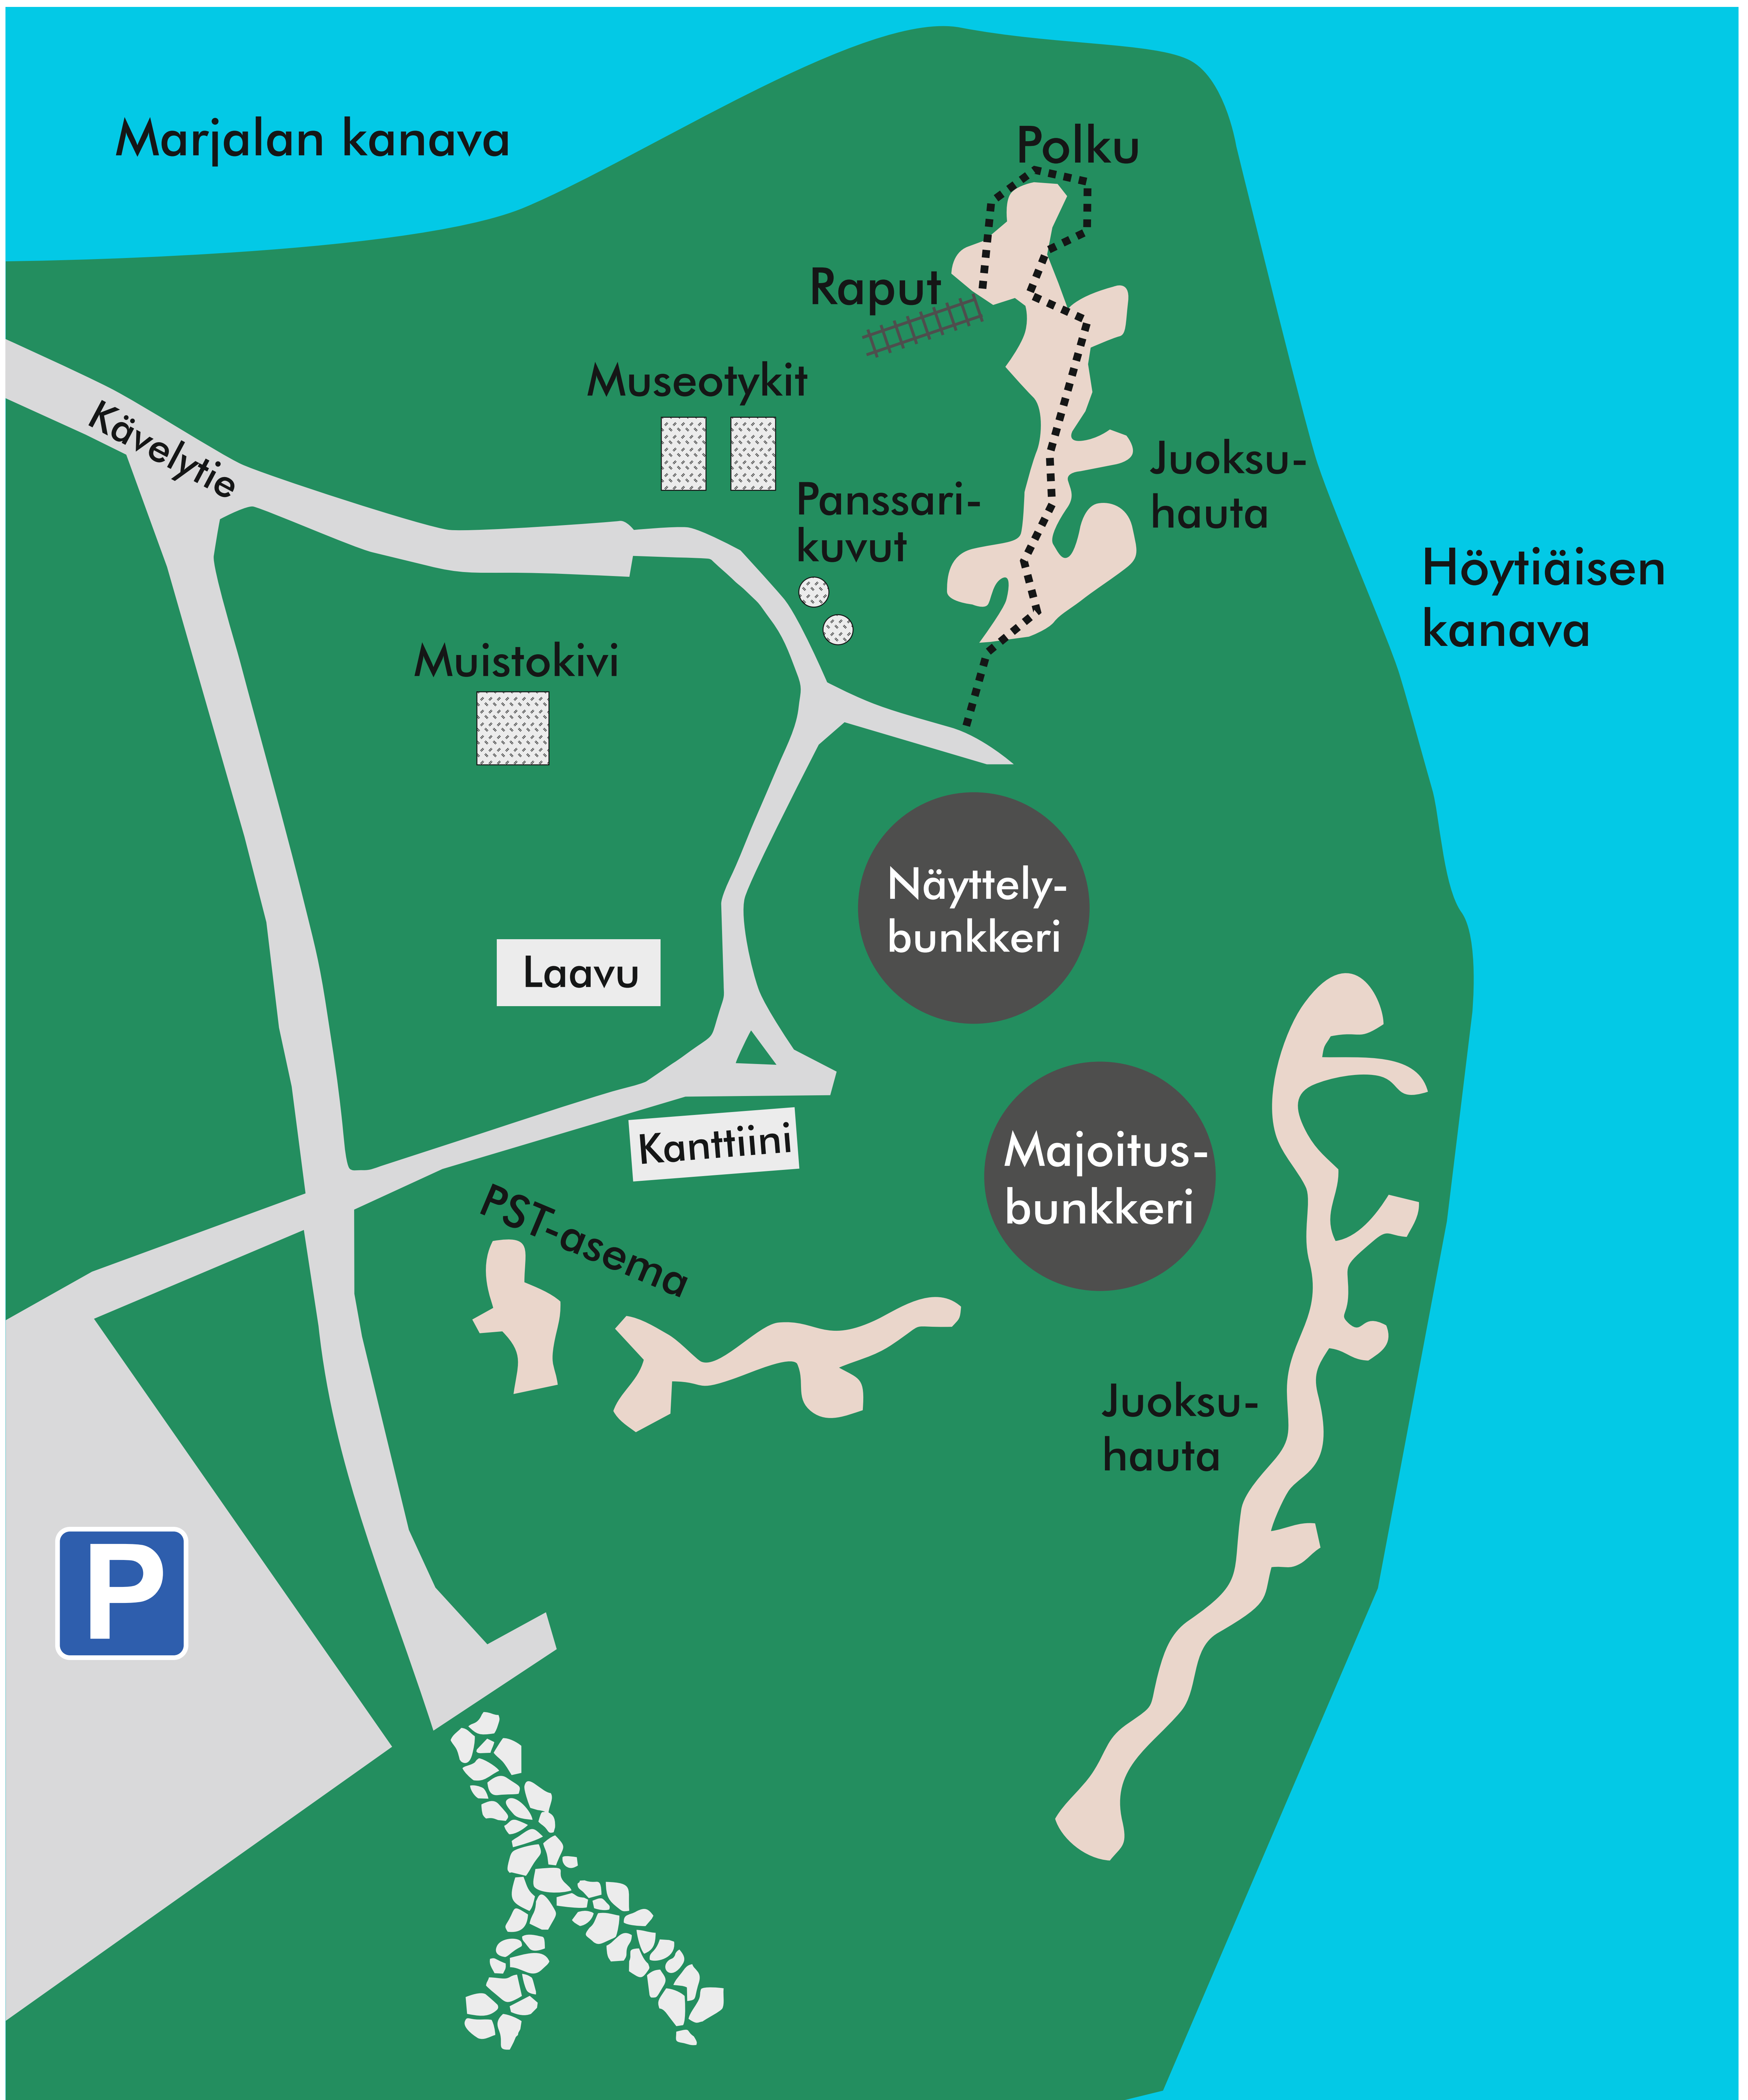 Marjalan kanava
Polku
Raput
Museotykit
Kävelytie
Juoksu-
hauta
Panssari-
kuvut
Höytiäisen
kanava
Muistokivi
Näyttely-
bunkkeri
Laavu
Kanttiini
Majoitus-
bunkkeri
PST-asema
Juoksu-
hauta
P